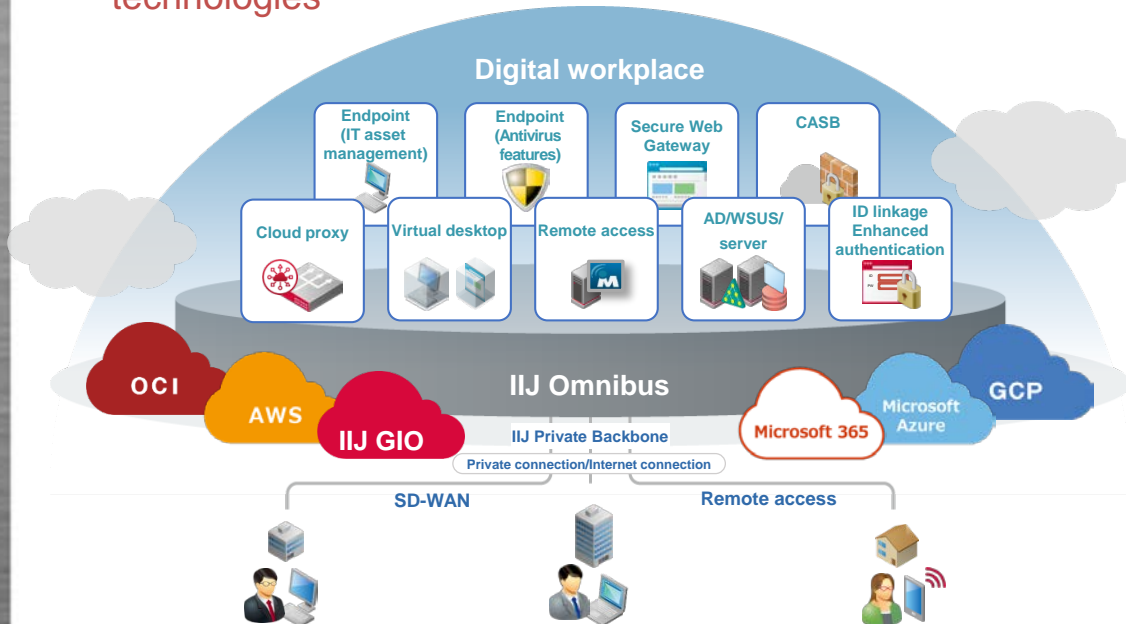 technologies
Digital workplace
Endpoint
(IT asset
management)
Endpoint
(Antivirus
features)
Secure Web
Gateway
CASB
Cloud proxy
Virtual desktop
Remote access
AD/WSUS/
server
ID linkage
Enhanced
authentication
OCI
AWS
IIJ GIO
IIJ Omnibus
Microsoft 365
Microsoft
Azure
GCP
IIJ Private Backbone
Private connection/Internet connection
SD-WAN
Remote access